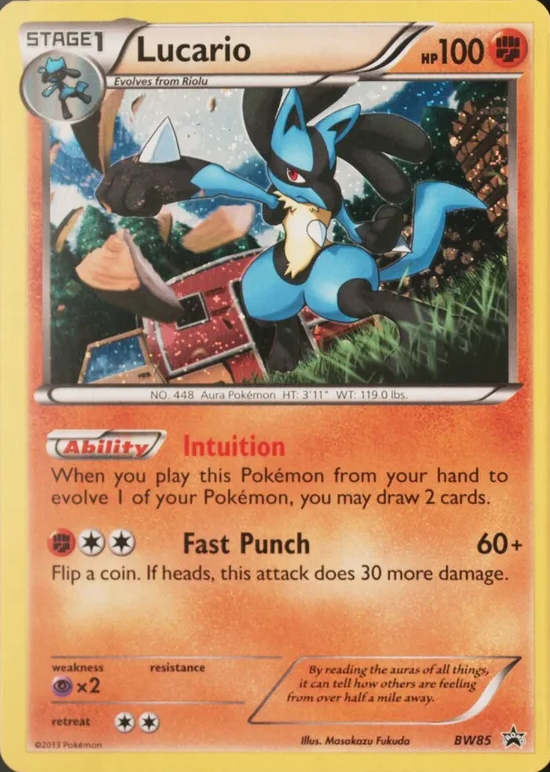 STAGE1
Lucario
HP100
Evolves from Riolu
NO. 448 Aura Pokémon HT: 3'11" WT: 119.0 lbs.
Ability Intuition
When you play this Pokémon from your hand to
evolve 1 of your Pokémon, you may draw 2 cards.
Fast Punch 60+
Flip a coin. If heads, this attack does 30 more damage.
weakness resistance
×2
By reading the auras of all things,
it can tell how others are feeling
from over half a mile away.
retreat
©2013 Pokémon
Illus. Masakazu Fukuda
BW85
PROMO